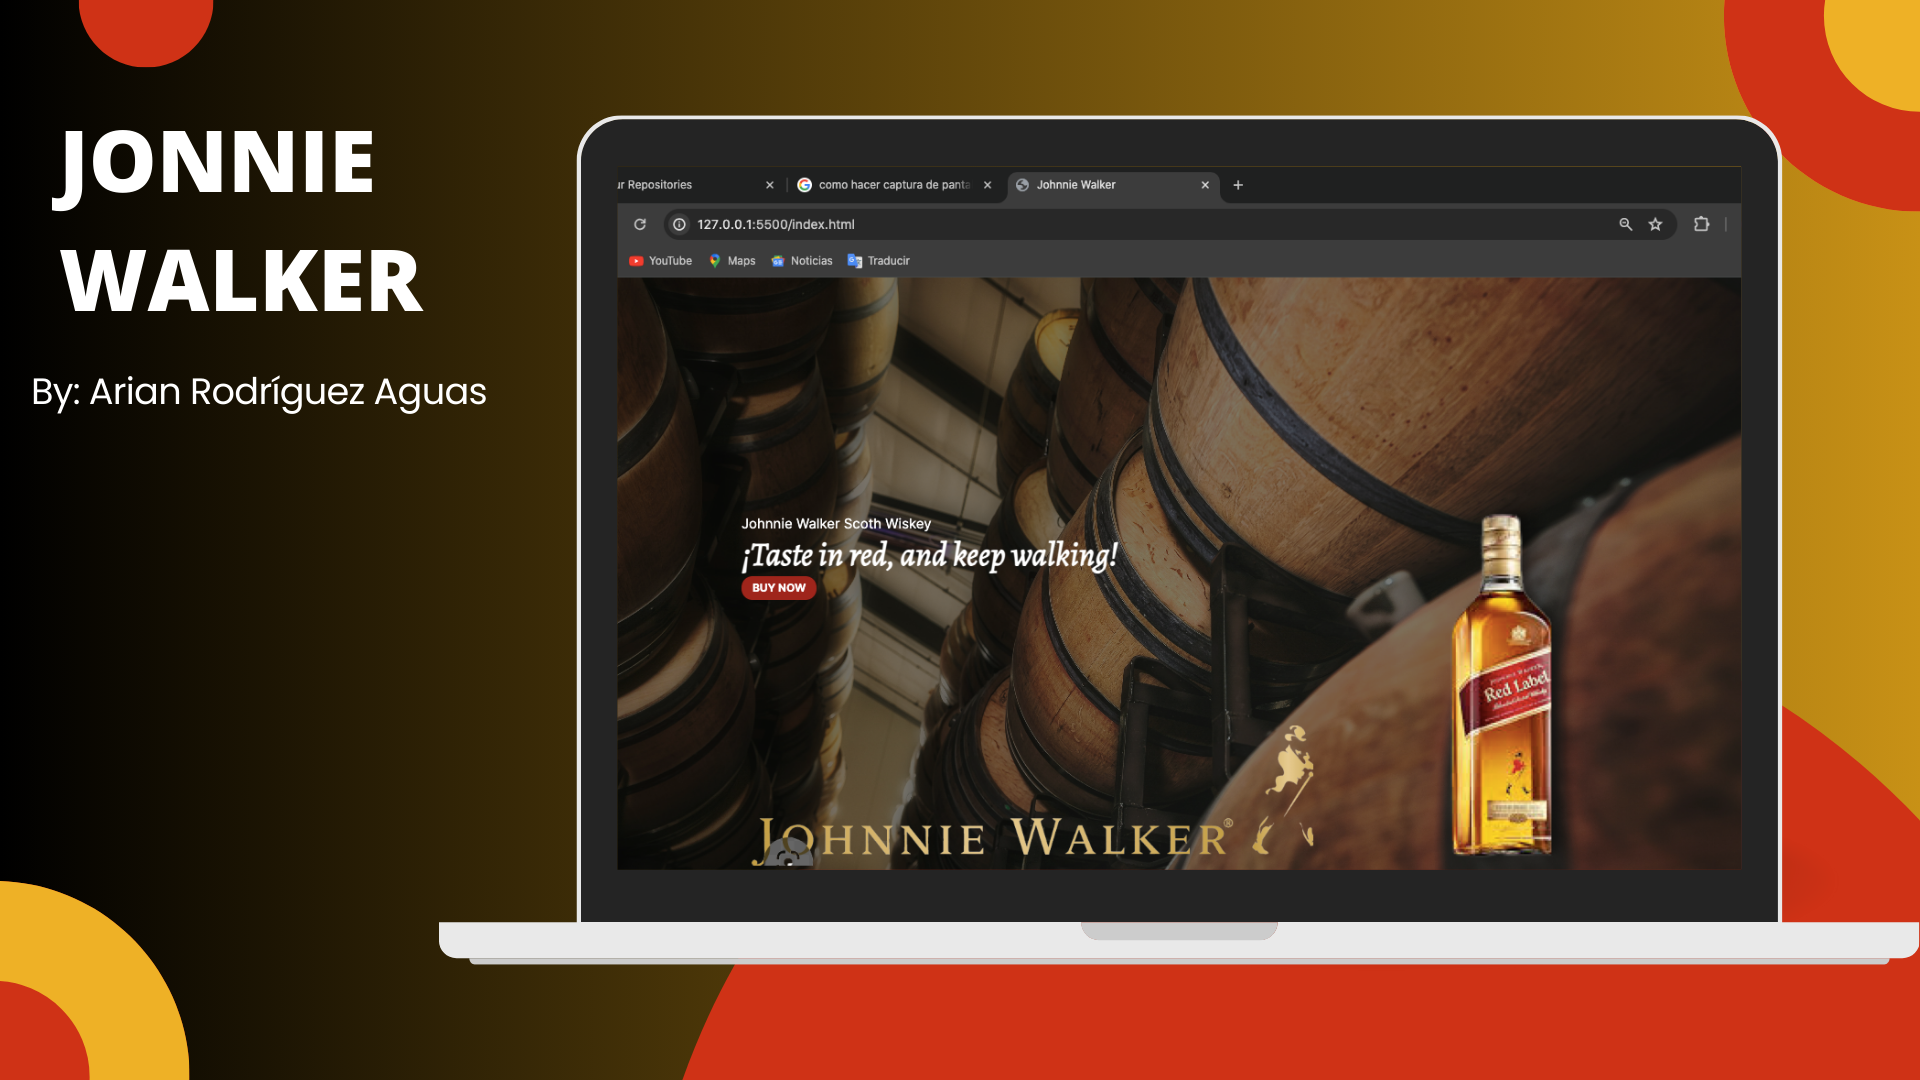 JONNIE
WALKER
By: Arian Rodríguez Aguas
ur Repositories
como hacer captura de panta
Johnnie Walker
127.0.0.1:5500/index.html
YouTube
Maps
Noticias
Traducir
Johnnie Walker Scoth Wiskey
¡Taste in red, and keep walking!
BUY NOW
Red Label
JOHNNIE WALKER®